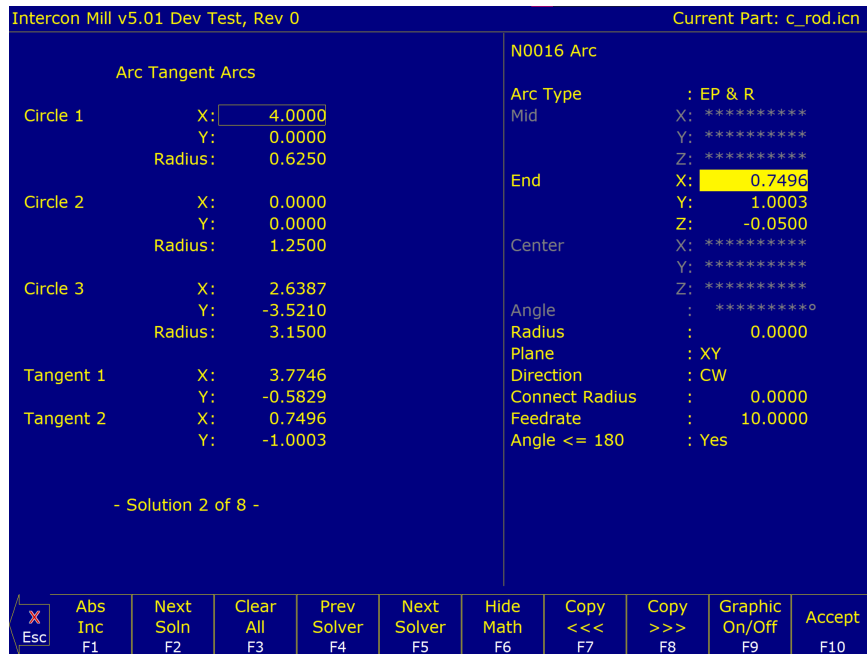 Intercon Mill v5.01 Dev Test, Rev 0 Current Part: c_rod.icn
Arc Tangent Arcs
Circle 1 X: 4.0000
Y: 0.0000
Radius: 0.6250
Circle 2 X: 0.0000
Y: 0.0000
Radius: 1.2500
Circle 3 X: 2.6387
Y: -3.5210
Radius: 3.1500
Tangent 1 X: 3.7746
Y: -0.5829
Tangent 2 X: 0.7496
Y: -1.0003
- Solution 2 of 8 -
N0016 Arc
Arc Type : EP & R
Mid X: **********
Y: **********
Z: **********
End X: 0.7496
Y: 1.0003
Z: -0.0500
Center X: **********
Y: **********
Z: **********
Angle : *********°
Radius : 0.0000
Plane : XY
Direction : CW
Connect Radius : 0.0000
Feedrate : 10.0000
Angle <= 180 : Yes
X Esc
Abs Inc F1
Next Soln F2
Clear All F3
Prev Solver F4
Next Solver F5
Hide Math F6
Copy <<< F7
Copy >>> F8
Graphic On/Off F9
Accept F10